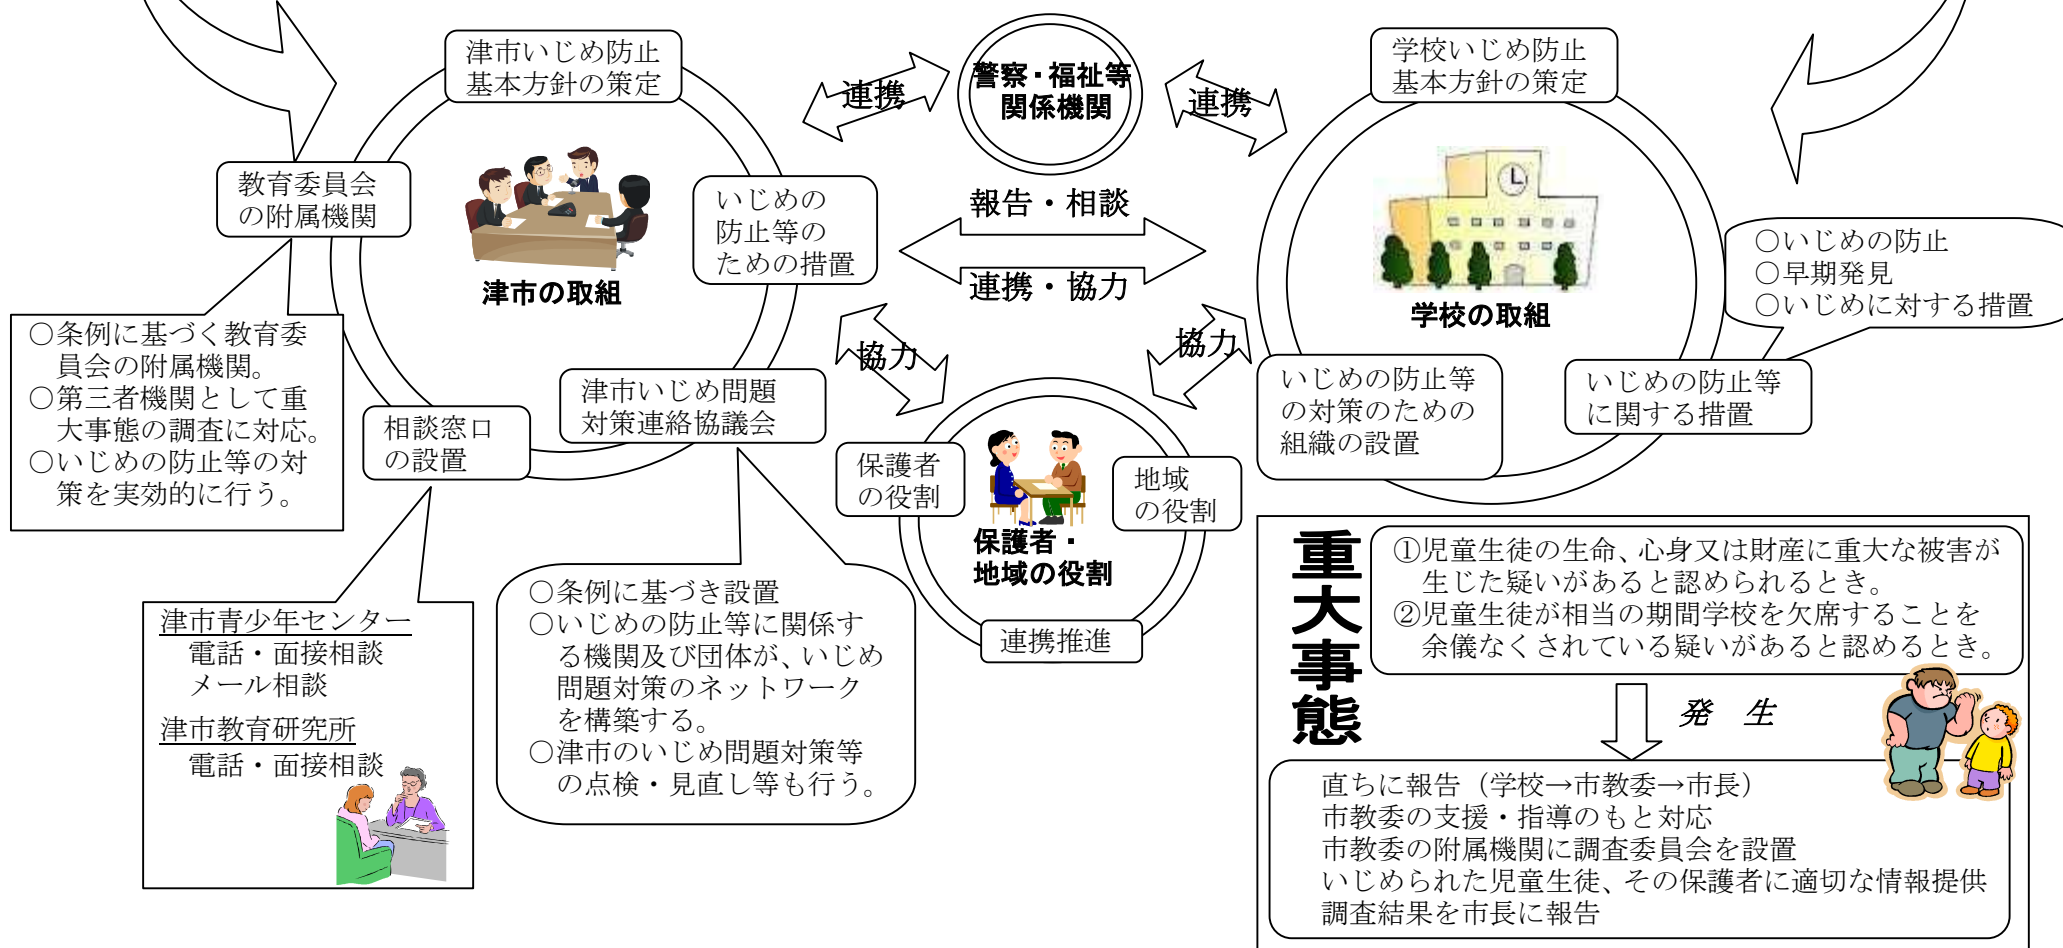 津市いじめ防止
基本方針の策定
教育委員会
の附属機関
いじめの
防止等の
ための措置
津市の取組
津市いじめ問題
対策連絡協議会
相談窓口
の設置
○条例に基づく教育委
員会の附属機関。
○第三者機関として重
大事態の調査に対応。
○いじめの防止等の対
策を実効的に行う。
津市青少年センター
電話・面接相談
メール相談
津市教育研究所
電話・面接相談
○条例に基づき設置
○いじめの防止等に関係す
る機関及び団体が、いじめ
問題対策のネットワーク
を構築する。
○津市のいじめ問題対策等
の点検・見直し等も行う。
連携
警察・福祉等
関係機関
連携
報告・相談
連携・協力
協力
協力
保護者
の役割
地域
の役割
保護者・
地域の役割
連携推進
学校いじめ防止
基本方針の策定
学校の取組
○いじめの防止
○早期発見
○いじめに対する措置
いじめの防止等
の対策のための
組織の設置
いじめの防止等
に関する措置
重大事態
①児童生徒の生命、心身又は財産に重大な被害が
生じた疑いがあると認められるとき。
②児童生徒が相当の期間学校を欠席することを
余儀なくされている疑いがあると認めるとき。
発 生
直ちに報告（学校→市教委→市長）
市教委の支援・指導のもと対応
市教委の附属機関に調査委員会を設置
いじめられた児童生徒、その保護者に適切な情報提供
調査結果を市長に報告